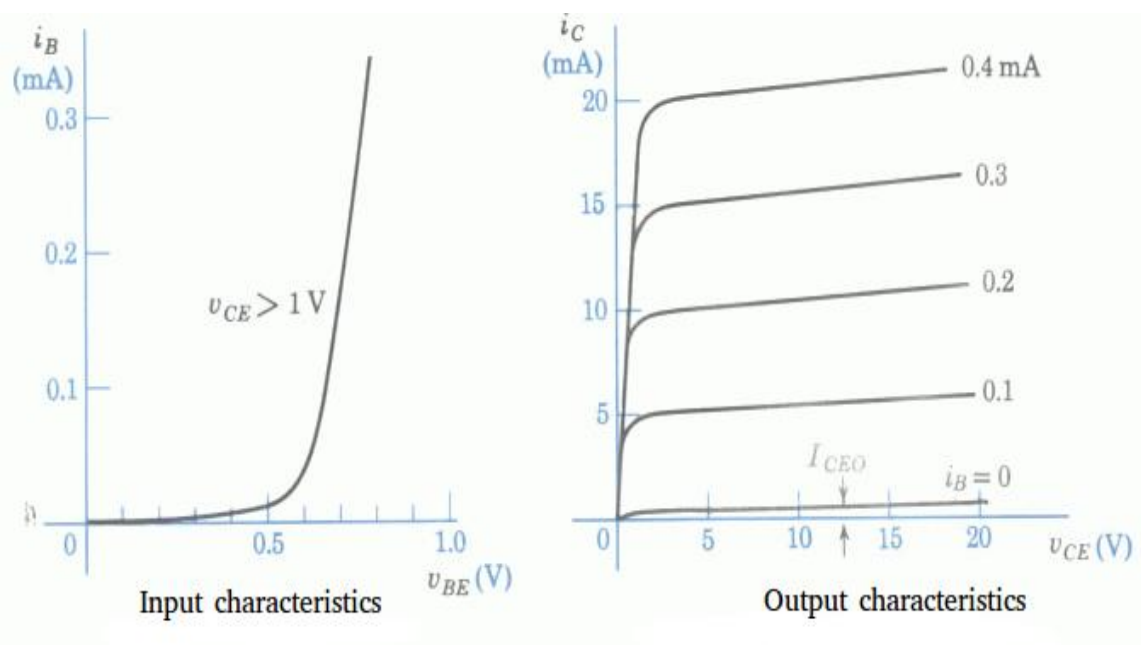 i_B
(mA)
0.3
0.2
0.1
v_CE > 1 V
0
0.5
1.0
v_BE (V)
Input characteristics
i_C
(mA)
20
15
10
5
0.4 mA
0.3
0.2
0.1
I_CEO
i_B = 0
0
5
10
15
20
v_CE (V)
Output characteristics